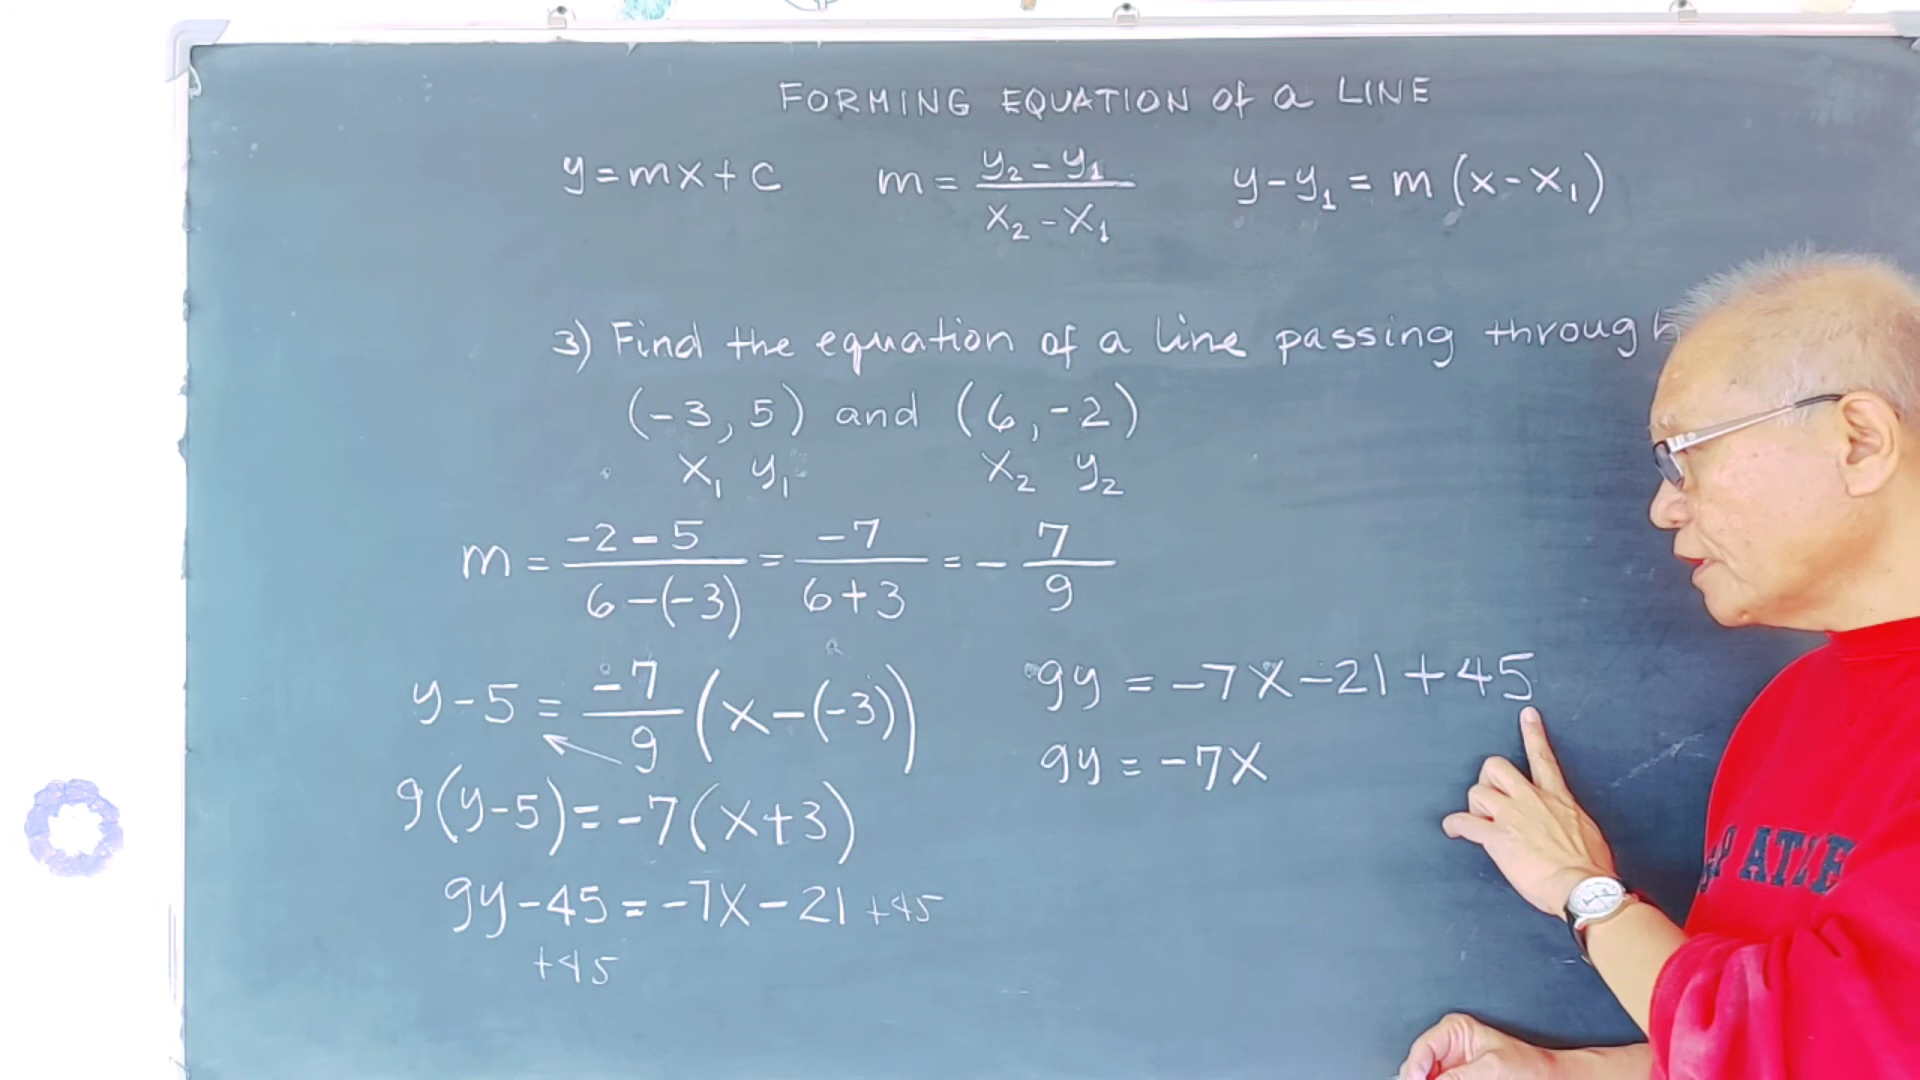 FORMING EQUATION of a LINE
y = mx + c    m = (y₂ - y₁)/(x₂ - x₁)    y - y₁ = m (x - x₁)
3) Find the equation of a line passing through
(-3, 5) and (6, -2)
x₁ y₁    x₂ y₂
m = (-2 - 5)/(6 - (-3)) = -7/(6 + 3) = - 7/9
y - 5 = -7/9 (x - (-3))
9(y - 5) = -7(x + 3)
9y - 45 = -7x - 21 + 45
+45
9y = -7x - 21 + 45
9y = -7x